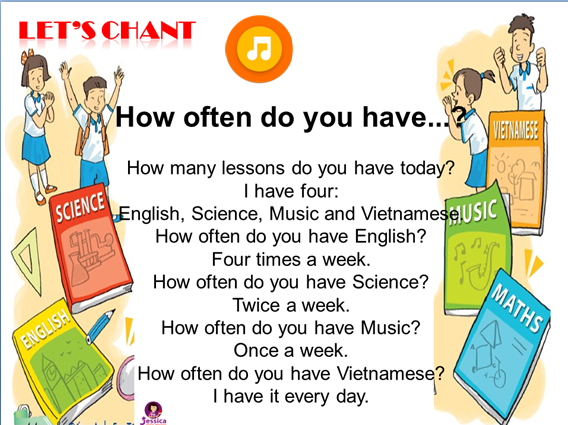 LET'S CHANT
How often do you have...?
How many lessons do you have today?
I have four:
English, Science, Music and Vietnamese.
How often do you have English?
Four times a week.
How often do you have Science?
Twice a week.
How often do you have Music?
Once a week.
How often do you have Vietnamese?
I have it every day.
SCIENCE
ENGLISH
VIETNAMESE
MUSIC
MATHS
Jessica